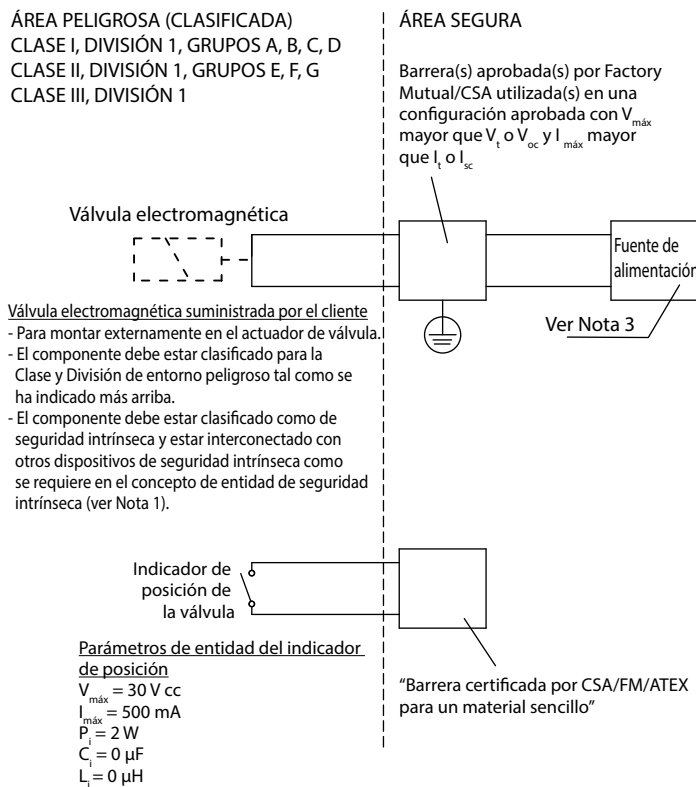 ÁREA PELIGROSA (CLASIFICADA)
CLASE I, DIVISIÓN 1, GRUPOS A, B, C, D
CLASE II, DIVISIÓN 1, GRUPOS E, F, G
CLASE III, DIVISIÓN 1
ÁREA SEGURA
Barrera(s) aprobada(s) por Factory
Mutual/CSA utilizada(s) en una
configuración aprobada con Vmáx
mayor que Vt o Voc y I máx mayor
que It o Isc
Válvula electromagnética
Fuente de
alimentación
Ver Nota 3
Válvula electromagnética suministrada por el cliente
- Para montar externamente en el actuador de válvula.
- El componente debe estar clasificado para la
Clase y División de entorno peligroso tal como se
ha indicado más arriba.
- El componente debe estar clasificado como de
seguridad intrínseca y estar interconectado con
otros dispositivos de seguridad intrínseca como
se requiere en el concepto de entidad de seguridad
intrínseca (ver Nota 1).
Indicador de
posición de
la válvula
Parámetros de entidad del indicador
de posición
Vmáx = 30 V cc
Imáx = 500 mA
Pi = 2 W
Ci = 0 µF
Li = 0 µH
“Barrera certificada por CSA/FM/ATEX
para un material sencillo”